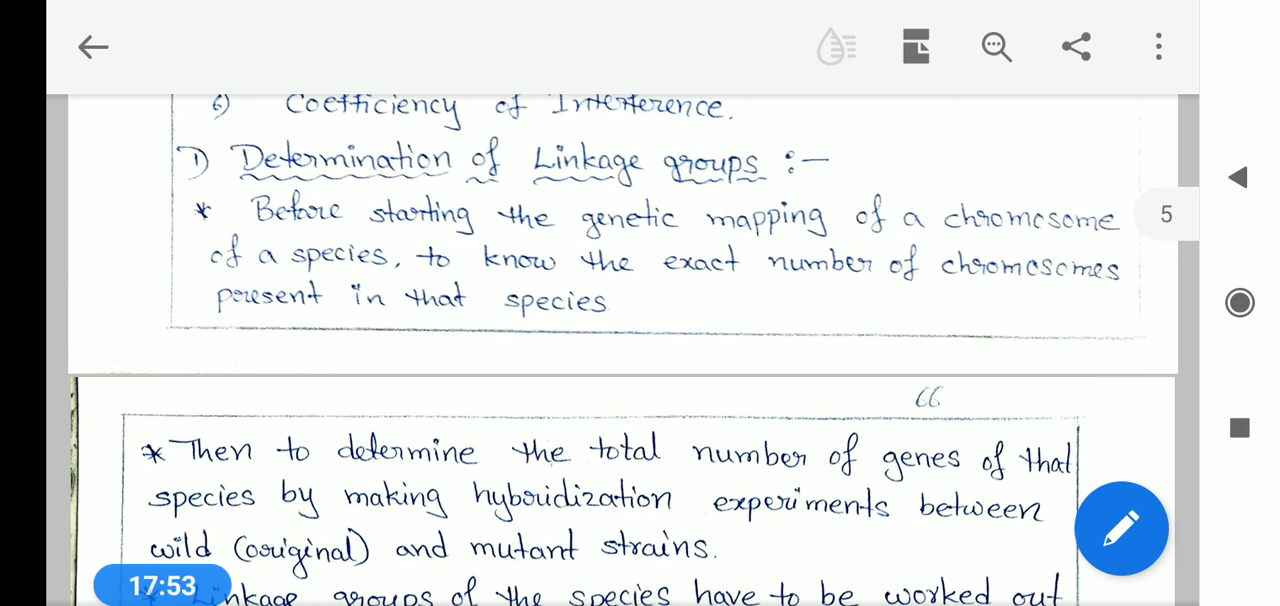 6) Coefficiency of Interference.
1) Determination of Linkage groups :-
* Before starting the genetic mapping of a chromosome
5
of a species, to know the exact number of chromosomes
present in that species
66
* Then to determine the total number of genes of that
species by making hybridization experiments between
wild (original) and mutant strains.
17:53
* Linkage groups of the species have to be worked out